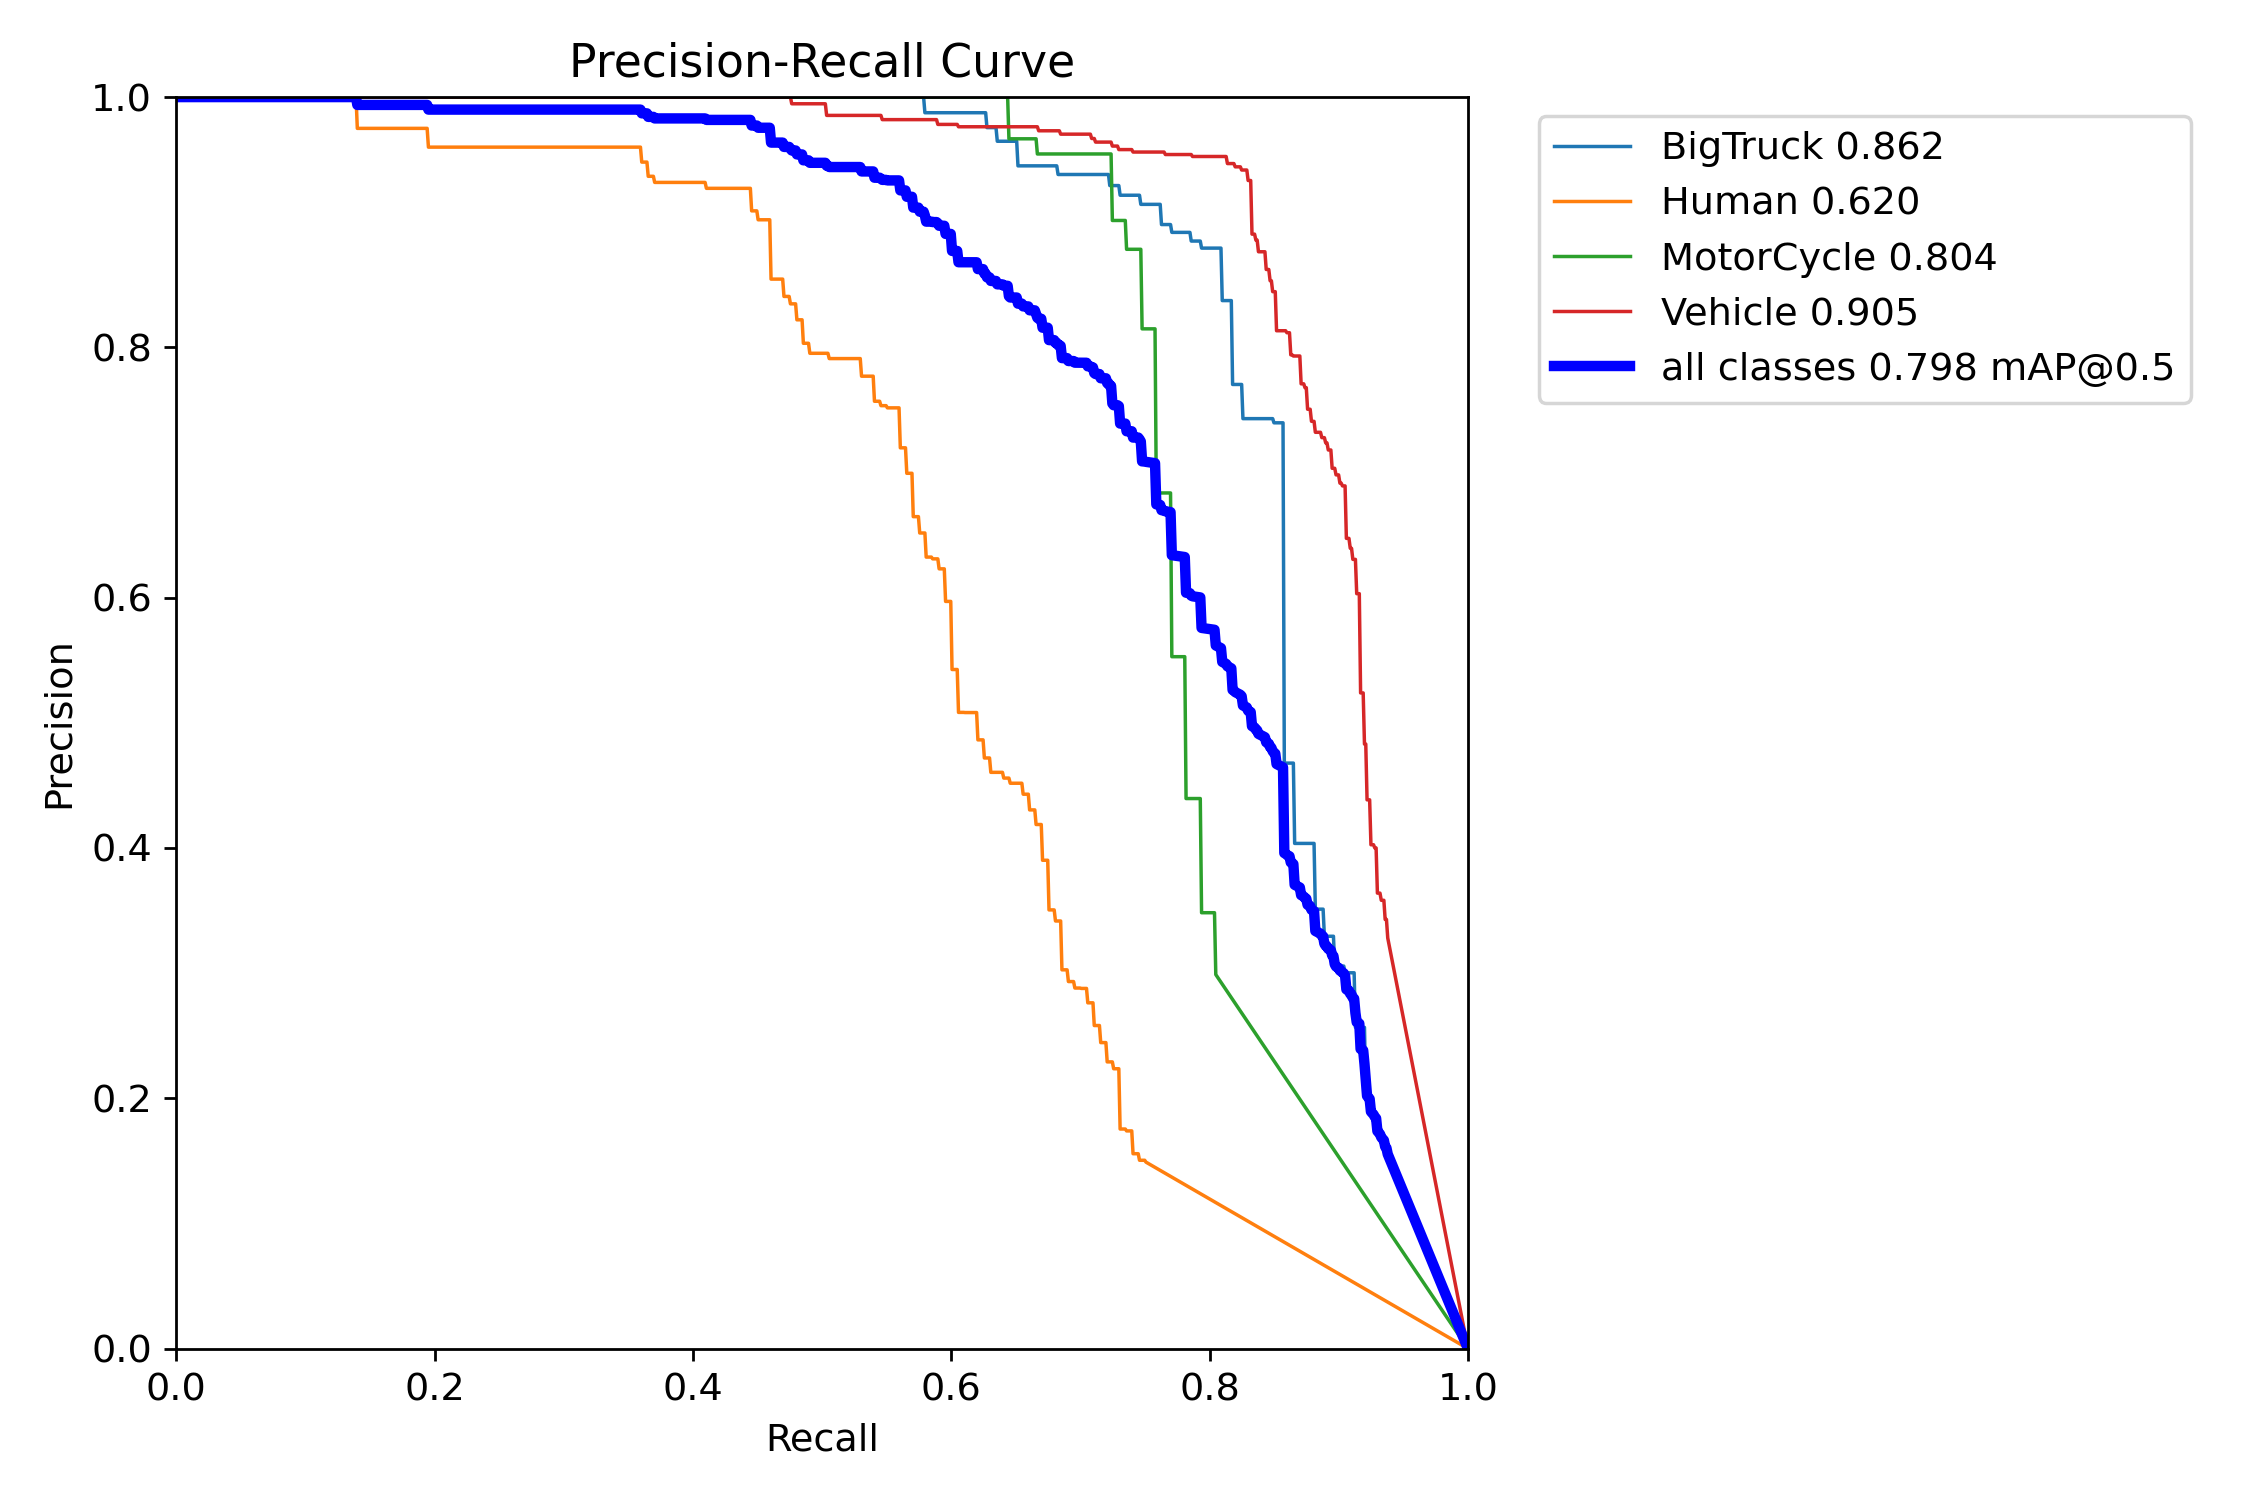 Precision-Recall Curve
1.0
0.8
0.6
0.4
0.2
0.0
Precision
0.0 0.2 0.4 0.6 0.8 1.0
Recall
BigTruck 0.862
Human 0.620
MotorCycle 0.804
Vehicle 0.905
all classes 0.798 mAP@0.5